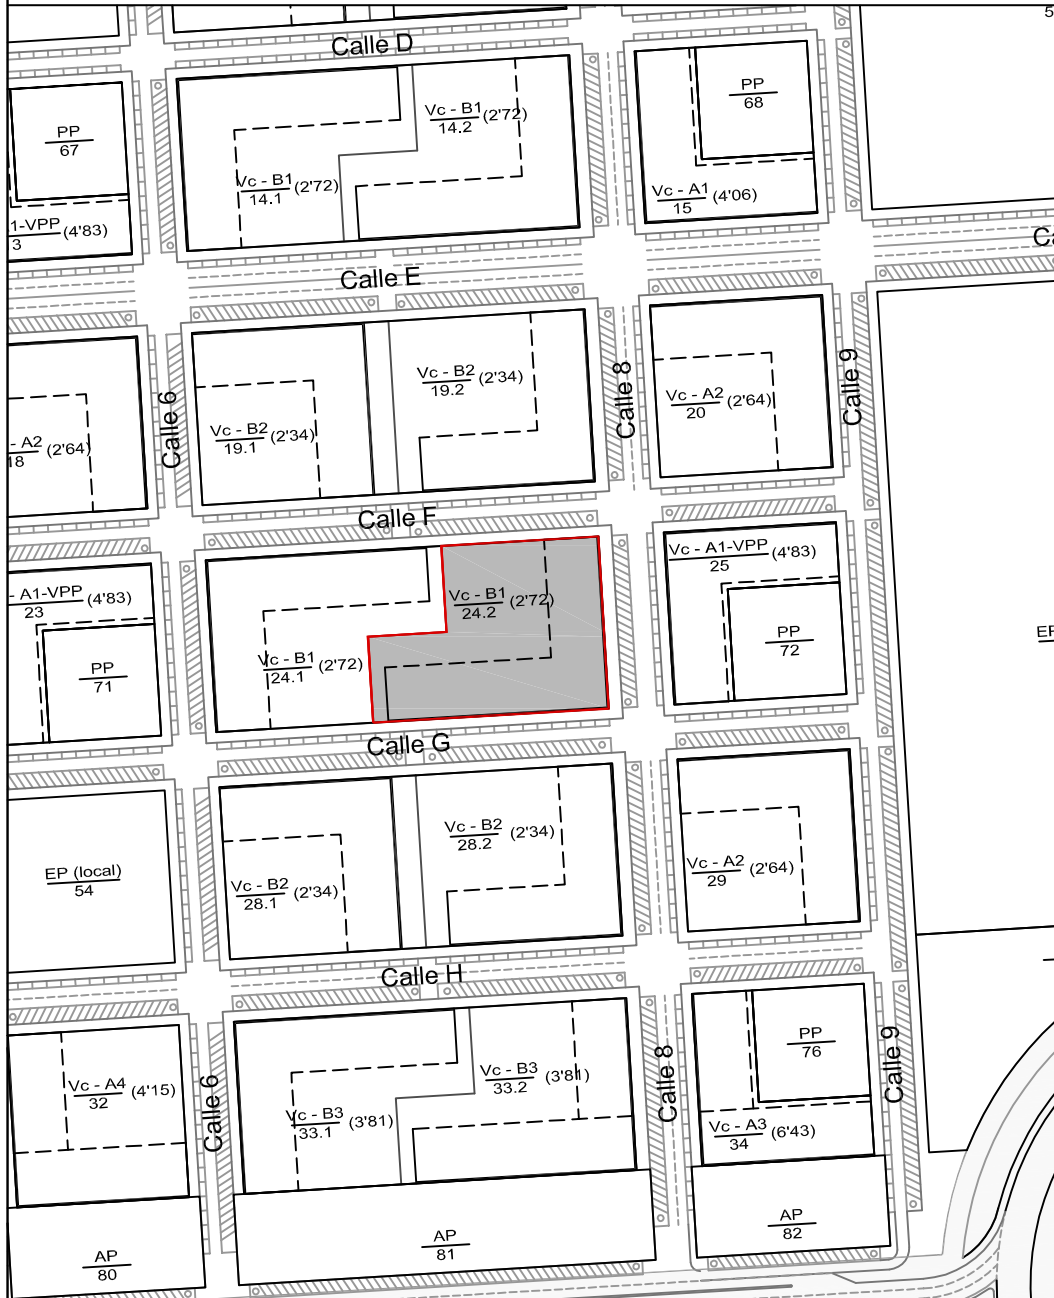 5
Calle D
PP
67
Vc - B1 (2'72)
14.2
PP
68
Vc - B1 (2'72)
14.1
Vc - A1 (4'06)
15
1-VPP (4'83)
3
Ca
Calle E
Calle 6
Vc - B2 (2'34)
19.2
Calle 8
Vc - A2 (2'64)
20
Calle 9
- A2 (2'64)
18
Vc - B2 (2'34)
19.1
Calle F
Vc - A1-VPP (4'83)
25
- A1-VPP (4'83)
23
Vc - B1 (2'72)
24.2
PP
72
PP
71
Vc - B1 (2'72)
24.1
Calle G
Vc - B2 (2'34)
28.2
EP (local)
54
Vc - B2 (2'34)
28.1
Vc - A2 (2'64)
29
Calle H
PP
76
Vc - A4 (4'15)
32
Calle 6
Vc - B3 (3'81)
33.2
Calle 8
Calle 9
Vc - B3 (3'81)
33.1
Vc - A3 (6'43)
34
AP
80
AP
81
AP
82